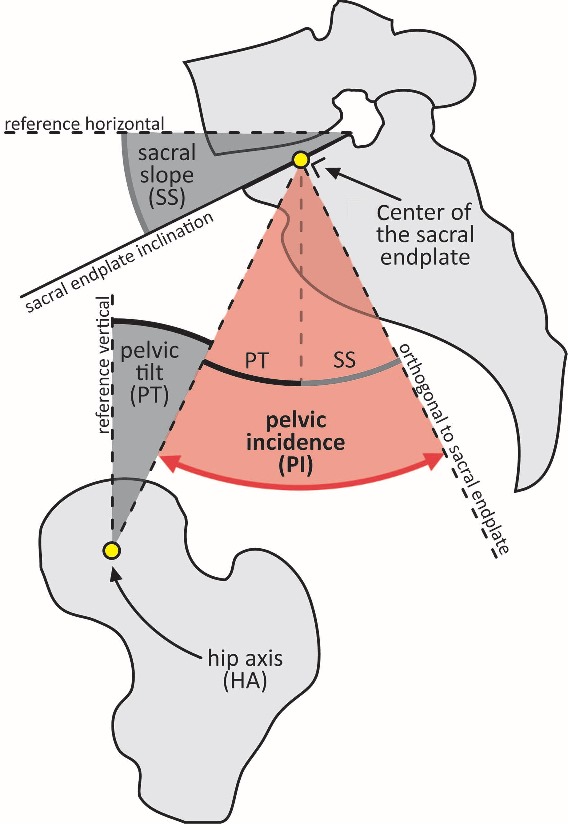 reference horizontal
sacral
slope
(SS)
Center of
the sacral
endplate
sacral endplate inclination
reference vertical
pelvic
tilt
(PT)
PT
SS
orthogonal to sacral endplate
pelvic
incidence
(PI)
hip axis
(HA)